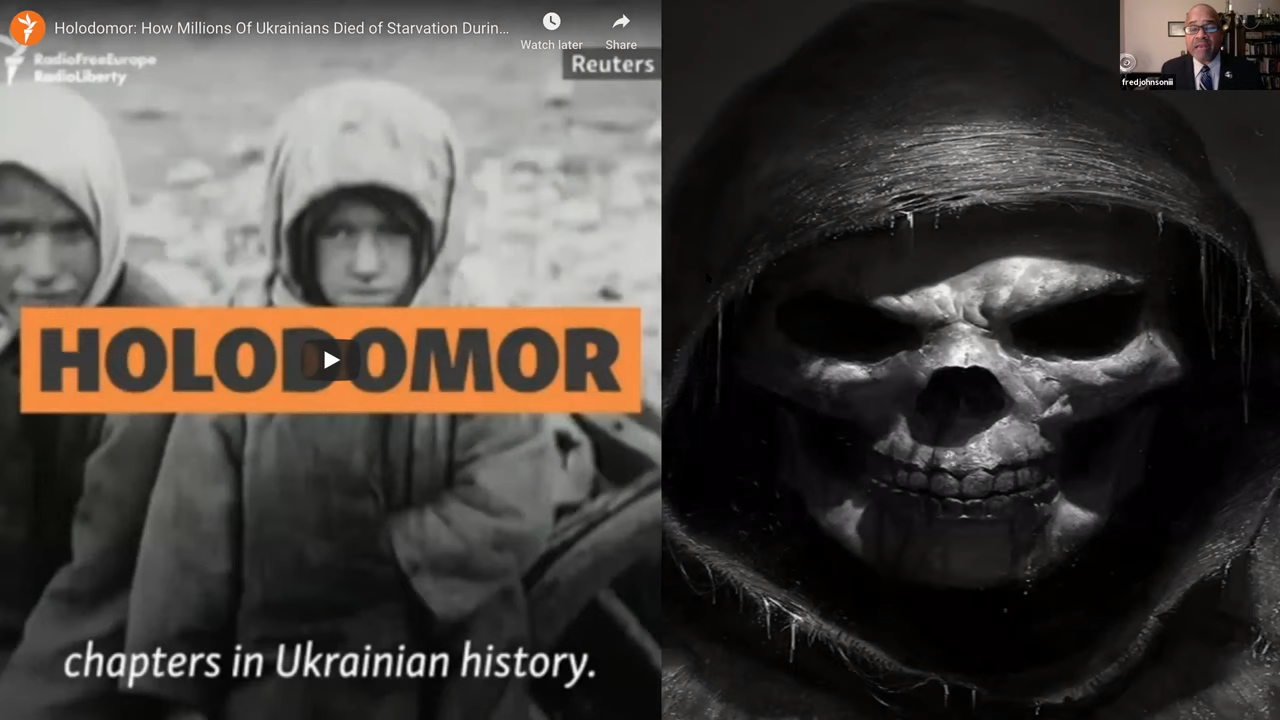 Holodomor: How Millions Of Ukrainians Died of Starvation Durin...
Watch later
Share
RadioFreeEurope
RadioLiberty
Reuters
fredjohnsoniii
HOLODOMOR
chapters in Ukrainian history.